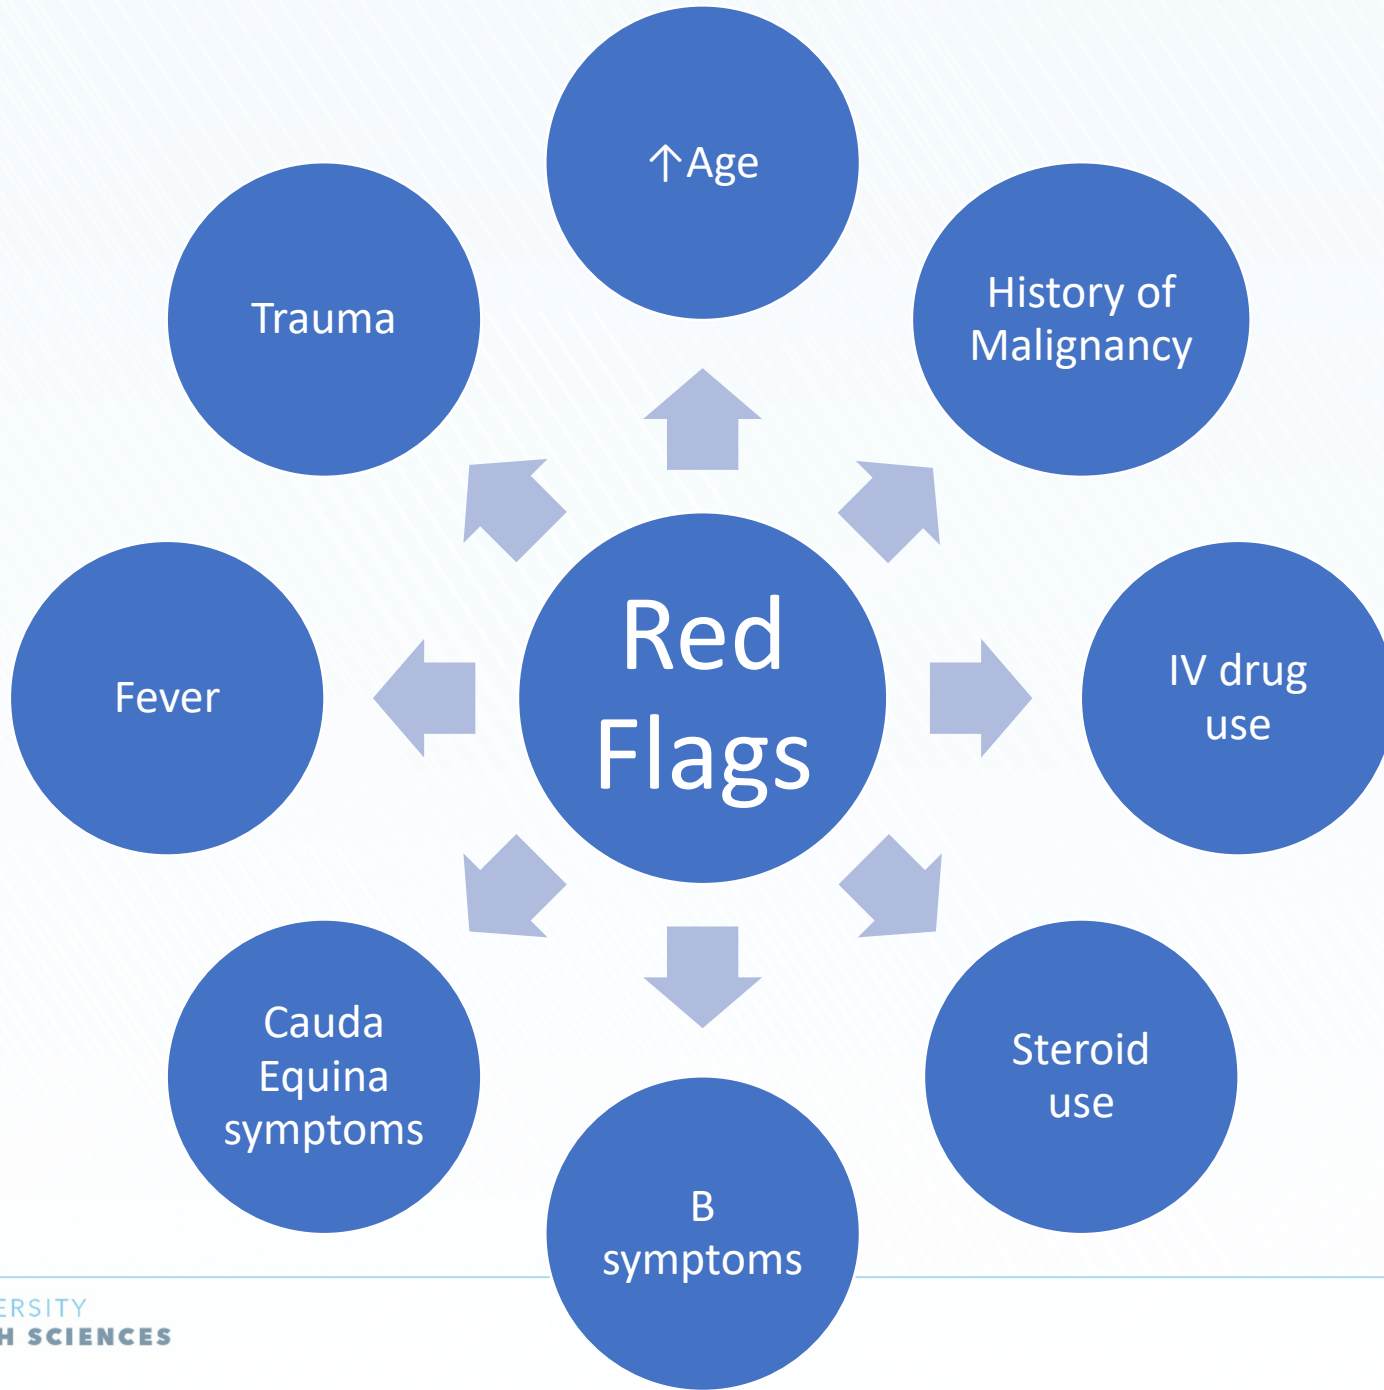 ↑Age
History of
Malignancy
IV drug
use
Steroid
use
B
symptoms
Cauda
Equina
symptoms
Fever
Trauma
Red
Flags
ERSITY
H SCIENCES